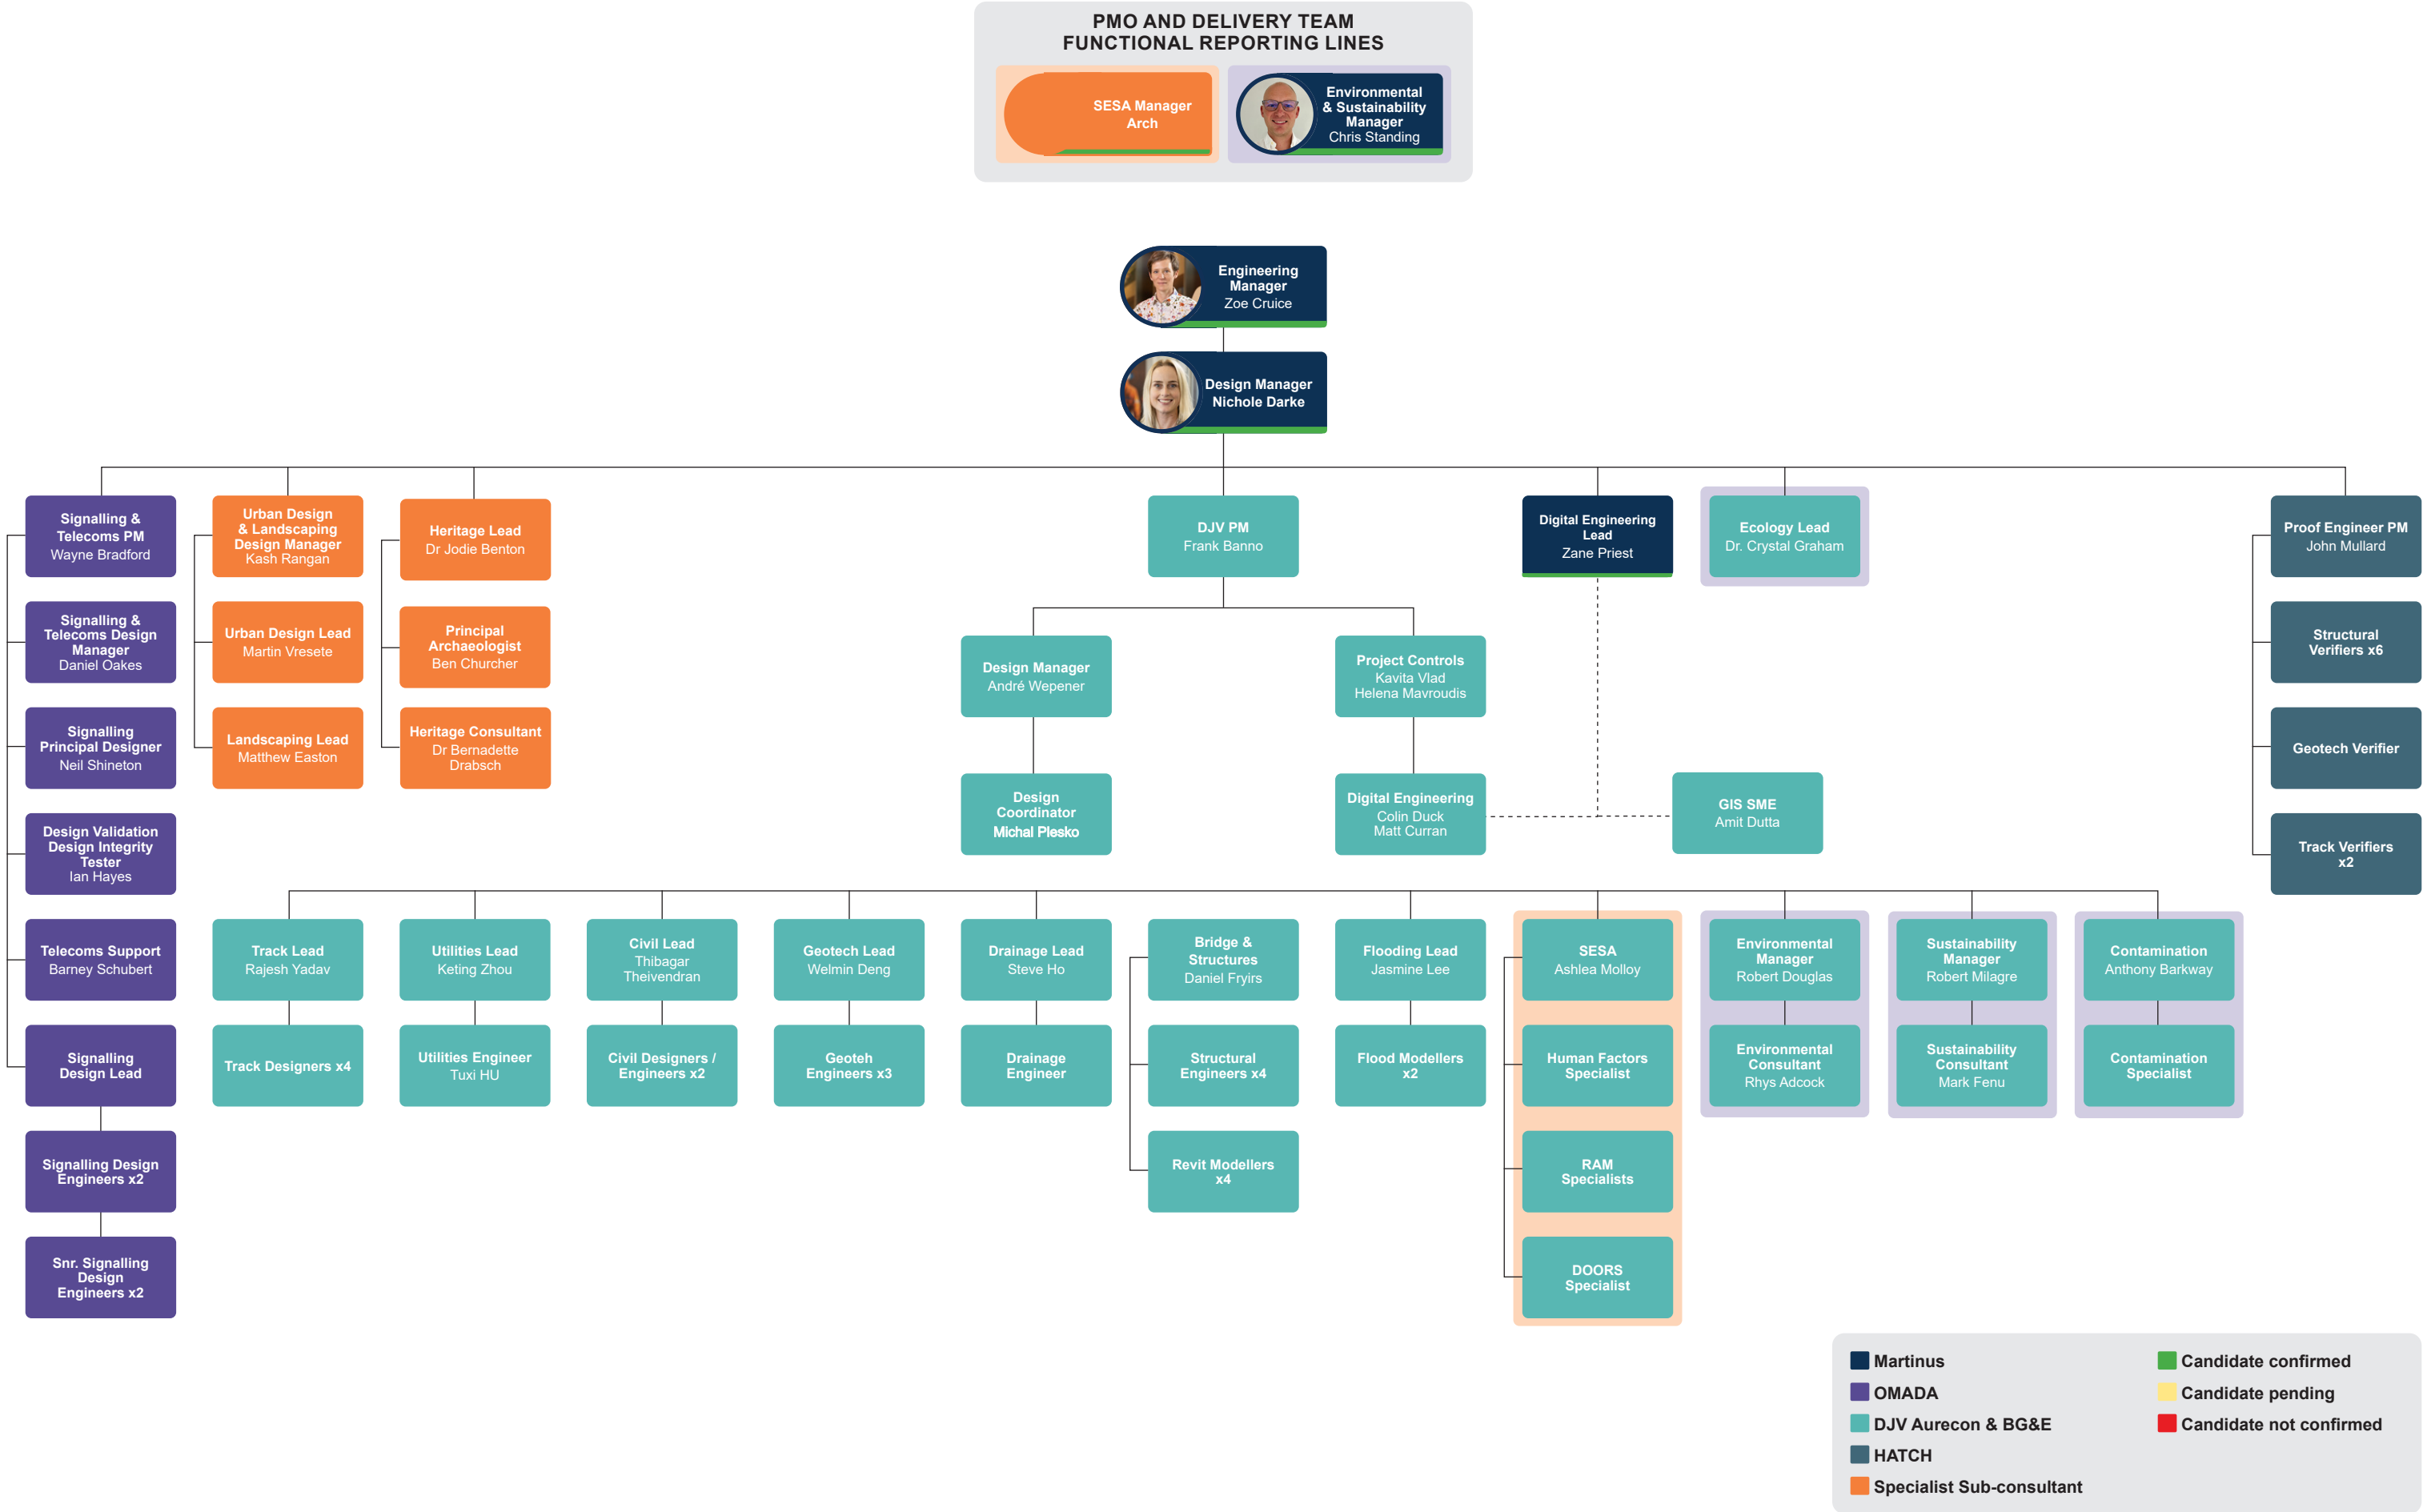 PMO AND DELIVERY TEAM
FUNCTIONAL REPORTING LINES
SESA Manager
Arch
Environmental
& Sustainability
Manager
Chris Standing
Engineering
Manager
Zoe Cruice
Design Manager
Nichole Darke
Signalling &
Telecoms PM
Wayne Bradford
Urban Design
& Landscaping
Design Manager
Kash Rangan
Heritage Lead
Dr Jodie Benton
DJV PM
Frank Banno
Digital Engineering
Lead
Zane Priest
Ecology Lead
Dr. Crystal Graham
Proof Engineer PM
John Mullard
Signalling &
Telecoms Design
Manager
Daniel Oakes
Urban Design Lead
Martin Vresete
Principal
Archaeologist
Ben Churcher
Design Manager
André Wepener
Project Controls
Kavita Vlad
Helena Mavroudis
Structural
Verifiers x6
Signalling
Principal Designer
Neil Shineton
Landscaping Lead
Matthew Easton
Heritage Consultant
Dr Bernadette
Drabsch
Geotech Verifier
Design
Coordinator
Michal Plesko
Digital Engineering
Colin Duck
Matt Curran
GIS SME
Amit Dutta
Design Validation
Design Integrity
Tester
Ian Hayes
Track Verifiers
x2
Telecoms Support
Barney Schubert
Track Lead
Rajesh Yadav
Utilities Lead
Keting Zhou
Civil Lead
Thibagar
Theivendran
Geotech Lead
Welmin Deng
Drainage Lead
Steve Ho
Bridge &
Structures
Daniel Fryirs
Flooding Lead
Jasmine Lee
SESA
Ashlea Molloy
Environmental
Manager
Robert Douglas
Sustainability
Manager
Robert Milagre
Contamination
Anthony Barkway
Signalling
Design Lead
Track Designers x4
Utilities Engineer
Tuxi HU
Civil Designers /
Engineers x2
Geoteh
Engineers x3
Drainage
Engineer
Structural
Engineers x4
Flood Modellers
x2
Human Factors
Specialist
Environmental
Consultant
Rhys Adcock
Sustainability
Consultant
Mark Fenu
Contamination
Specialist
Signalling Design
Engineers x2
Revit Modellers
x4
RAM
Specialists
Snr. Signalling
Design
Engineers x2
DOORS
Specialist
Martinus
OMADA
DJV Aurecon & BG&E
HATCH
Specialist Sub-consultant
Candidate confirmed
Candidate pending
Candidate not confirmed